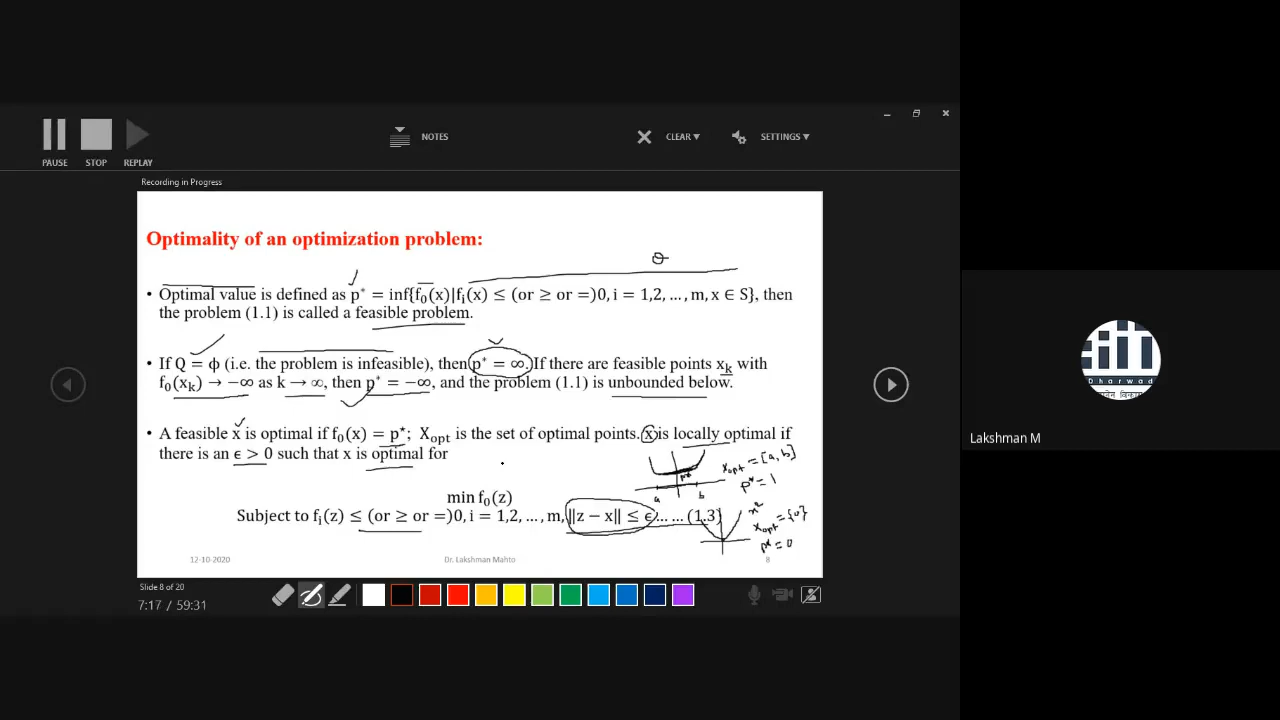 NOTES
CLEAR ▾
SETTINGS ▾
PAUSE STOP REPLAY
Recording in Progress
Optimality of an optimization problem:
Q
• Optimal value is defined as p* = inf{f₀(x)|fᵢ(x) ≤ (or ≥ or =)0, i = 1,2, … , m, x ∈ S}, then
the problem (1.1) is called a feasible problem.
• If Q = ϕ (i.e. the problem is infeasible), then p* = ∞. If there are feasible points xₖ with
f₀(xₖ) → −∞ as k → ∞, then p* = −∞, and the problem (1.1) is unbounded below.
• A feasible x is optimal if f₀(x) = p⋆; Xₒₚₜ is the set of optimal points. x is locally optimal if
there is an ϵ > 0 such that x is optimal for
xₒₚₜ = [a, b]
p* = 1
p*
a b
min f₀(z)
Subject to fᵢ(z) ≤ (or ≥ or =)0, i = 1,2, … , m, ‖z − x‖ ≤ ϵ … … (1.3)
x²
xₒₚₜ = {0}
p* = 0
12-10-2020 Dr. Lakshman Mahto 8
Slide 8 of 20
7:17 / 59:31
Dharwad
Lakshman M